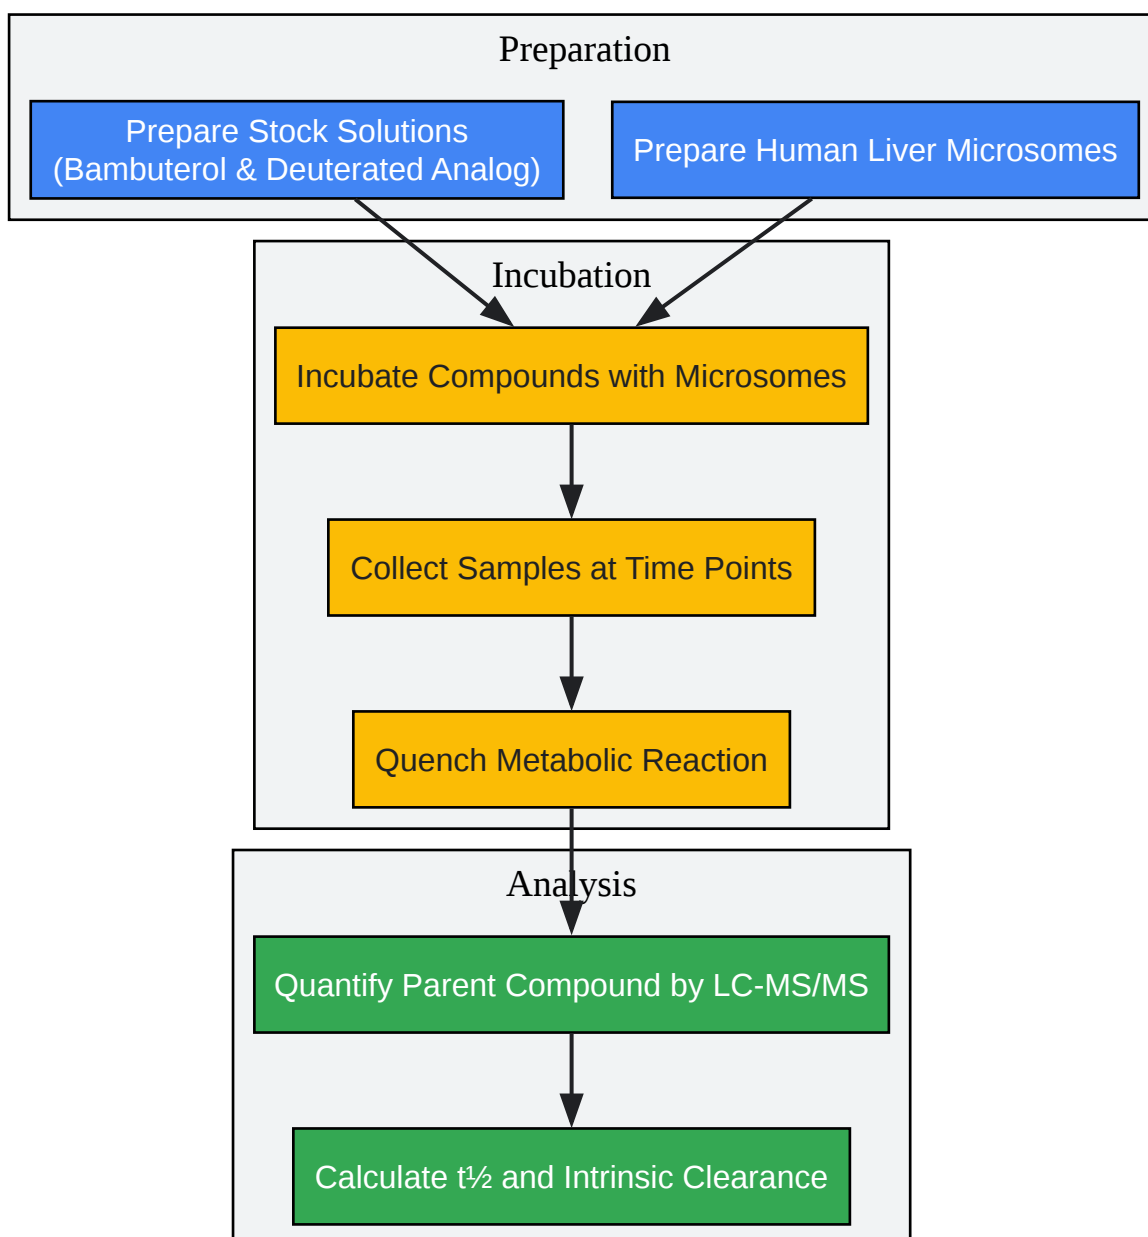 Preparation
Prepare Stock Solutions
(Bambuterol & Deuterated Analog)
Prepare Human Liver Microsomes
Incubation
Incubate Compounds with Microsomes
Collect Samples at Time Points
Quench Metabolic Reaction
Analysis
Quantify Parent Compound by LC-MS/MS
Calculate t½ and Intrinsic Clearance